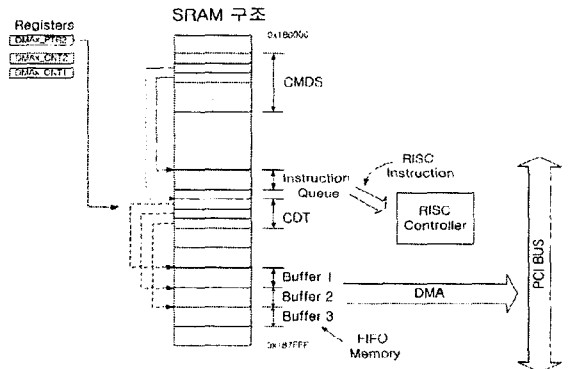 SRAM 구조
Registers
DMAx_PTR2
DMAx_CNT2
DMAx_CNT1
0x180000
CMDS
Instruction
Queue
RISC
Instruction
RISC
Controller
CDT
Buffer 1
Buffer 2
Buffer 3
DMA
PCI BUS
FIFO
Memory
0x187FFF